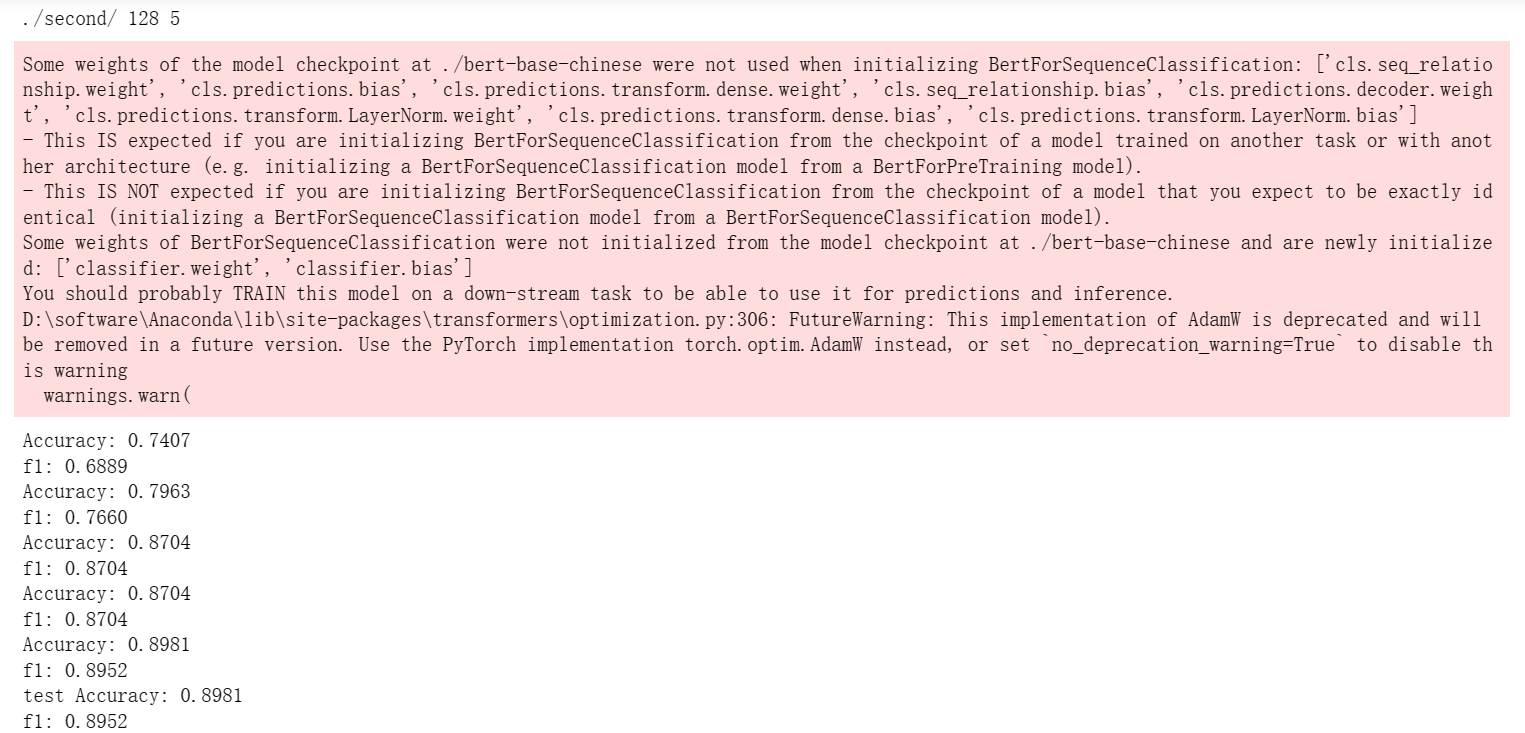 ./second/ 128 5
Some weights of the model checkpoint at ./bert-base-chinese were not used when initializing BertForSequenceClassification: ['cls.seq_relatio
nship.weight', 'cls.predictions.bias', 'cls.predictions.transform.dense.weight', 'cls.seq_relationship.bias', 'cls.predictions.decoder.weigh
t', 'cls.predictions.transform.LayerNorm.weight', 'cls.predictions.transform.dense.bias', 'cls.predictions.transform.LayerNorm.bias']
- This IS expected if you are initializing BertForSequenceClassification from the checkpoint of a model trained on another task or with anot
her architecture (e.g. initializing a BertForSequenceClassification model from a BertForPreTraining model).
- This IS NOT expected if you are initializing BertForSequenceClassification from the checkpoint of a model that you expect to be exactly id
entical (initializing a BertForSequenceClassification model from a BertForSequenceClassification model).
Some weights of BertForSequenceClassification were not initialized from the model checkpoint at ./bert-base-chinese and are newly initialize
d: ['classifier.weight', 'classifier.bias']
You should probably TRAIN this model on a down-stream task to be able to use it for predictions and inference.
D:\software\Anaconda\lib\site-packages\transformers\optimization.py:306: FutureWarning: This implementation of AdamW is deprecated and will
be removed in a future version. Use the PyTorch implementation torch.optim.AdamW instead, or set `no_deprecation_warning=True` to disable th
is warning
  warnings.warn(
Accuracy: 0.7407
f1: 0.6889
Accuracy: 0.7963
f1: 0.7660
Accuracy: 0.8704
f1: 0.8704
Accuracy: 0.8704
f1: 0.8704
Accuracy: 0.8981
f1: 0.8952
test Accuracy: 0.8981
f1: 0.8952